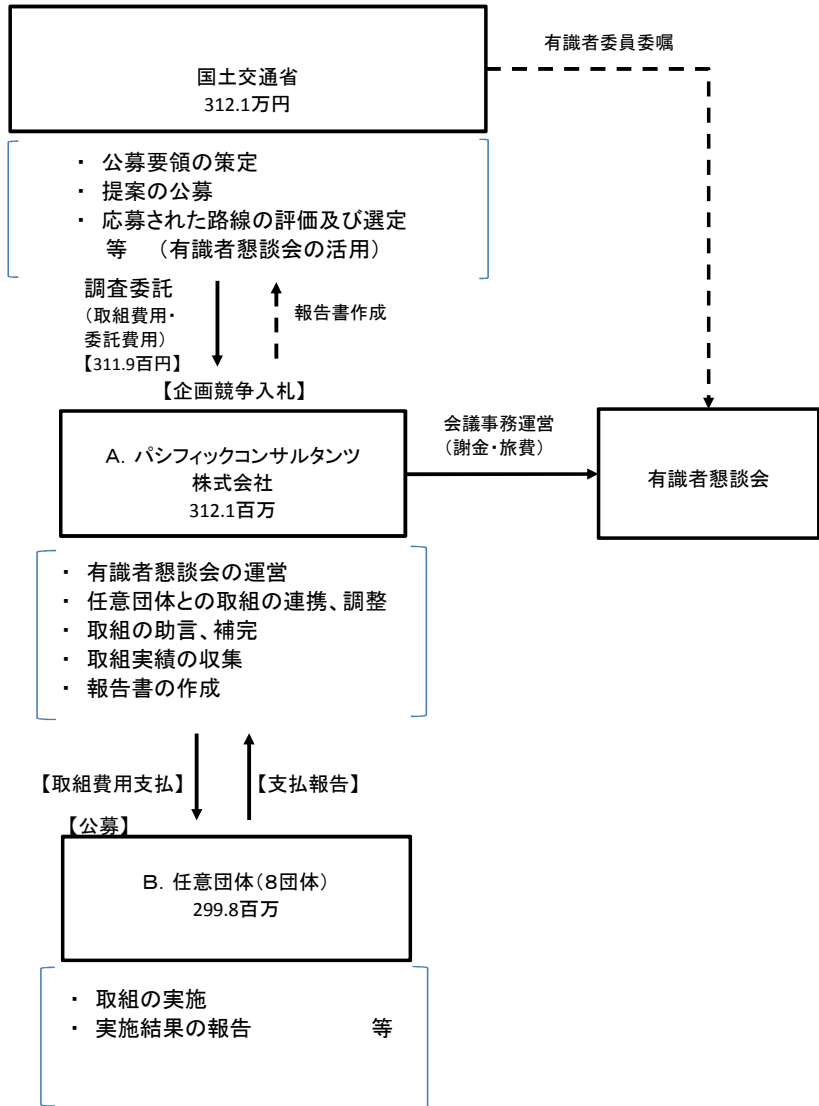 国土交通省
312.1万円
有識者委員委嘱
・ 公募要領の策定
・ 提案の公募
・ 応募された路線の評価及び選定
等 （有識者懇談会の活用）
調査委託
（取組費用・
委託費用）
【311.9百円】
報告書作成
【企画競争入札】
A．パシフィックコンサルタンツ
株式会社
312.1百万
会議事務運営
（謝金・旅費）
有識者懇談会
・ 有識者懇談会の運営
・ 任意団体との取組の連携、調整
・ 取組の助言、補完
・ 取組実績の収集
・ 報告書の作成
【取組費用支払】
【支払報告】
【公募】
B．任意団体（8団体）
299.8百万
・ 取組の実施
・ 実施結果の報告 等